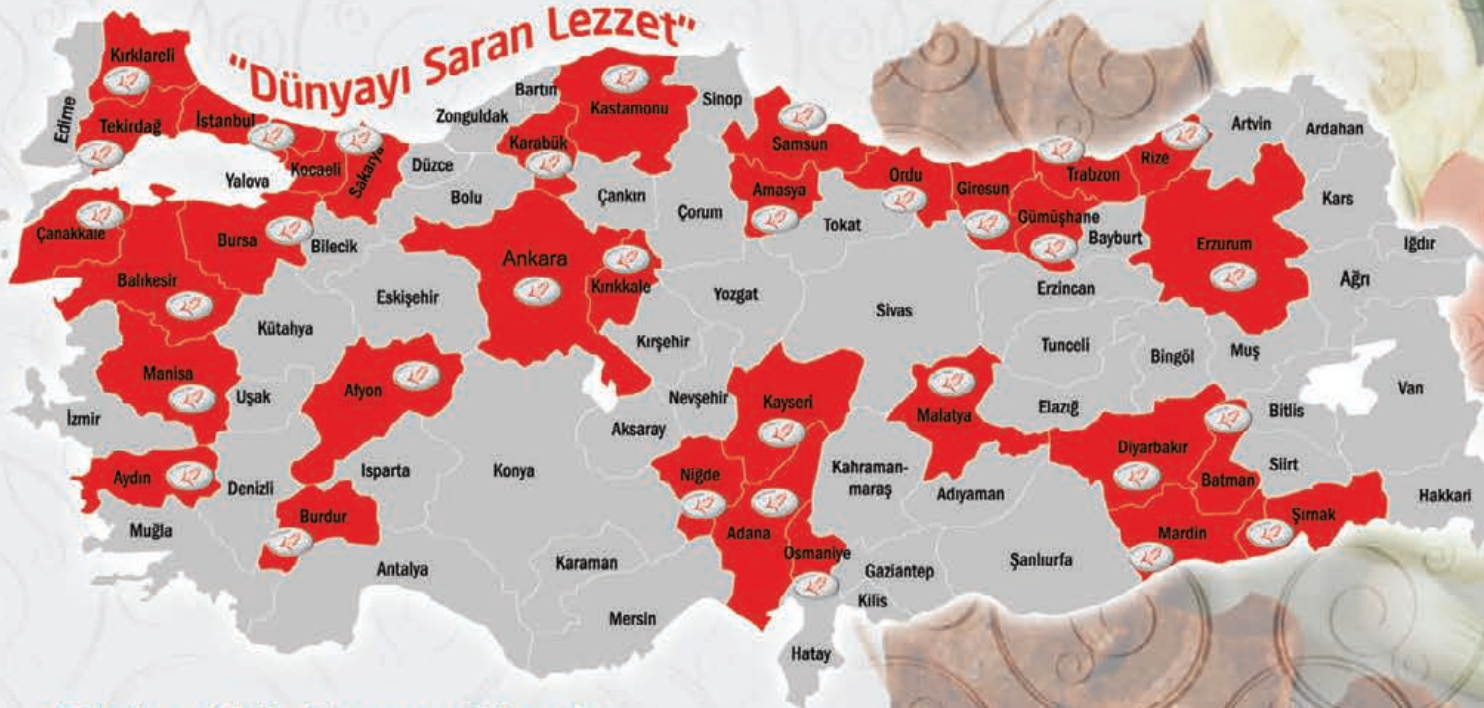 "Dünyayı Saran Lezzet"
Kırklareli
Edime
Tekirdağ
İstanbul
Kocaeli
Sakarya
Yalova
Düzce
Bolu
Zonguldak
Bartın
Karabük
Kastamonu
Sinop
Çankırı
Çorum
Samsun
Amasya
Tokat
Ordu
Giresun
Gümüşhane
Trabzon
Rize
Bayburt
Artvin
Ardahan
Kars
Iğdır
Ağrı
Erzurum
Erzincan
Çanakkale
Bursa
Bilecik
Balıkesir
Eskişehir
Ankara
Kırıkkale
Yozgat
Sivas
Kütahya
Kırşehir
Tunceli
Bingöl
Muş
Van
Manisa
Uşak
Afyon
Nevşehir
Kayseri
Malatya
Elazığ
Bitlis
İzmir
Aksaray
Diyarbakır
Siirt
Batman
Aydın
Denizli
Isparta
Konya
Niğde
Kahraman-
maraş
Adıyaman
Hakkari
Şırnak
Mardin
Muğla
Burdur
Adana
Osmaniye
Gaziantep
Şanlıurfa
Antalya
Karaman
Kilis
Mersin
Hatay